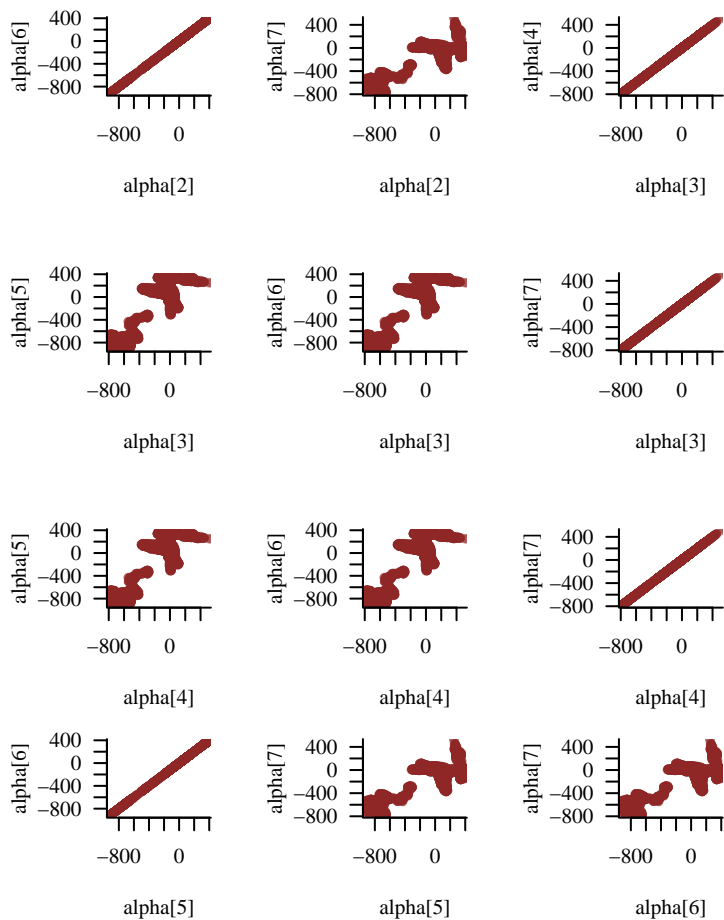 alpha[6] 400 0 −800 −800 0 alpha[2]
alpha[7] 400 0 −400 −800 −800 0 alpha[2]
alpha[4] 400 0 −400 −800 −800 0 alpha[3]
alpha[5] 400 0 −400 −800 −800 0 alpha[3]
alpha[6] 400 0 −400 −800 −800 0 alpha[3]
alpha[7] 400 0 −400 −800 −800 0 alpha[3]
alpha[5] 400 0 −400 −800 −800 0 alpha[4]
alpha[6] 400 0 −400 −800 −800 0 alpha[4]
alpha[7] 400 0 −400 −800 −800 0 alpha[4]
alpha[6] 400 0 −400 −800 −800 0 alpha[5]
alpha[7] 400 0 −400 −800 −800 0 alpha[5]
alpha[7] 400 0 −400 −800 −800 0 alpha[6]